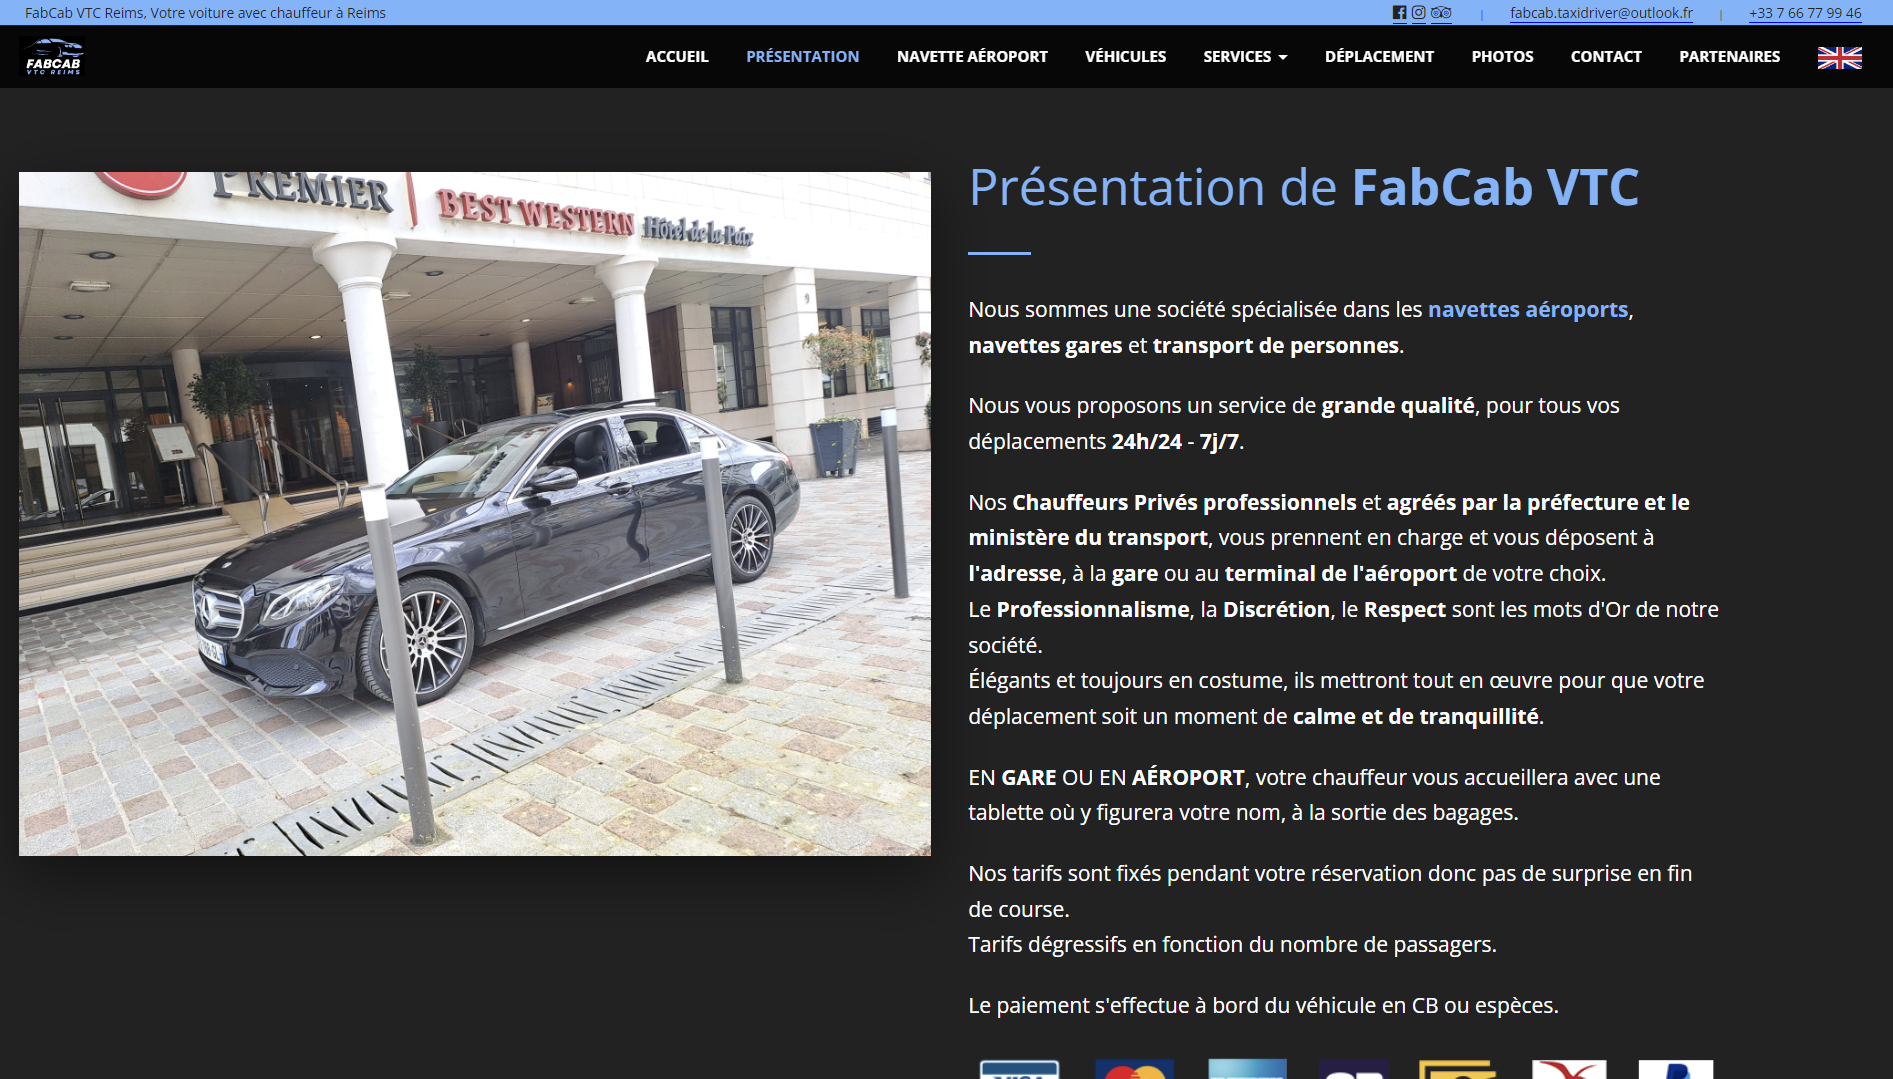 FabCab VTC Reims, Votre voiture avec chauffeur à Reims
fabcab.taxidriver@outlook.fr
+33 7 66 77 99 46
FABCAB
VTC REIMS
ACCUEIL
PRÉSENTATION
NAVETTE AÉROPORT
VÉHICULES
SERVICES
DÉPLACEMENT
PHOTOS
CONTACT
PARTENAIRES
PREMIER
BEST WESTERN
Hôtel de la Paix
Présentation de FabCab VTC
Nous sommes une société spécialisée dans les navettes aéroports,
navettes gares et transport de personnes.
Nous vous proposons un service de grande qualité, pour tous vos
déplacements 24h/24 - 7j/7.
Nos Chauffeurs Privés professionnels et agréés par la préfecture et le
ministère du transport, vous prennent en charge et vous déposent à
l'adresse, à la gare ou au terminal de l'aéroport de votre choix.
Le Professionnalisme, la Discrétion, le Respect sont les mots d'Or de notre
société.
Élégants et toujours en costume, ils mettront tout en œuvre pour que votre
déplacement soit un moment de calme et de tranquillité.
EN GARE OU EN AÉROPORT, votre chauffeur vous accueillera avec une
tablette où y figurera votre nom, à la sortie des bagages.
Nos tarifs sont fixés pendant votre réservation donc pas de surprise en fin
de course.
Tarifs dégressifs en fonction du nombre de passagers.
Le paiement s'effectue à bord du véhicule en CB ou espèces.
VISA